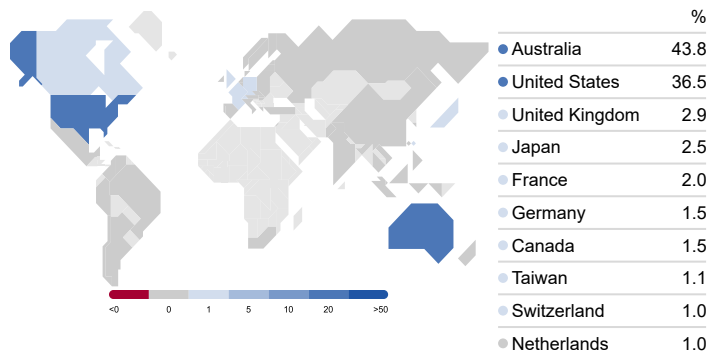 %
Australia 43.8
United States 36.5
United Kingdom 2.9
Japan 2.5
France 2.0
Germany 1.5
Canada 1.5
Taiwan 1.1
Switzerland 1.0
Netherlands 1.0
<0 0 1 5 10 20 >50